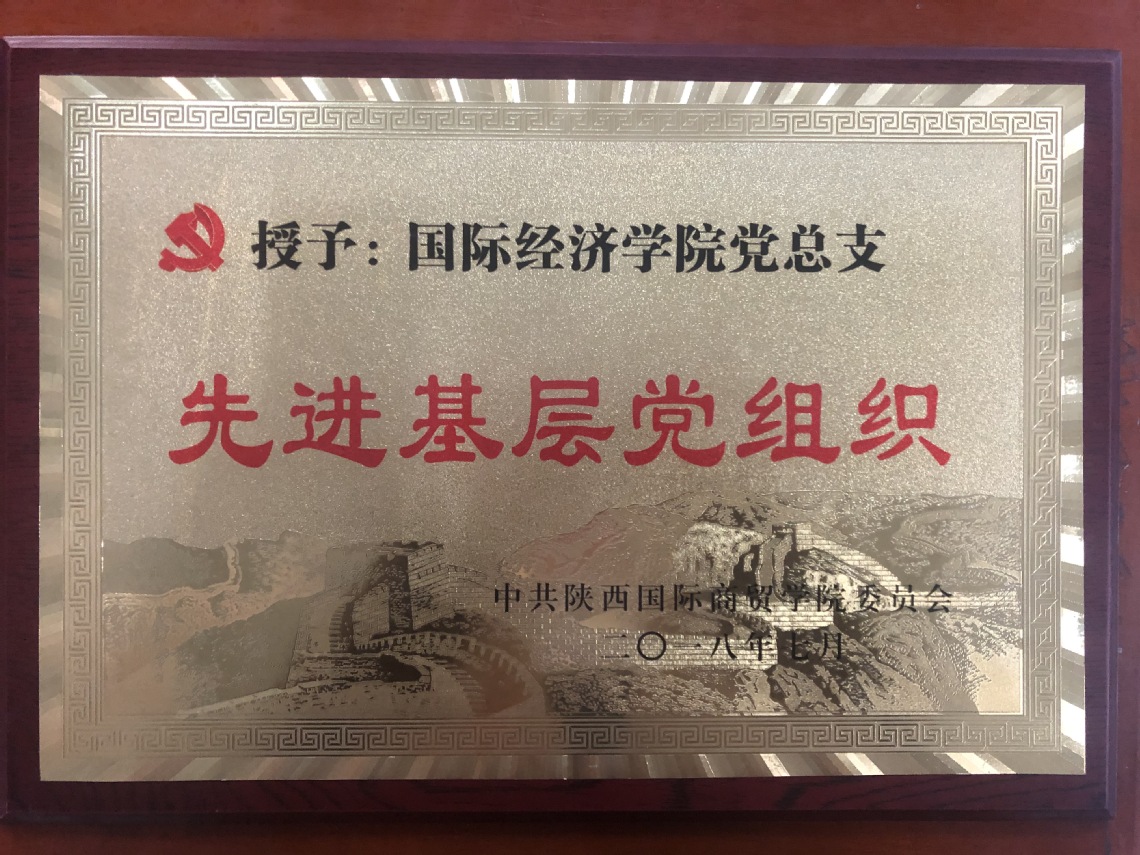 授予：国际经济学院党总支
先进基层党组织
中共陕西国际商贸学院委员会
二〇一八年七月